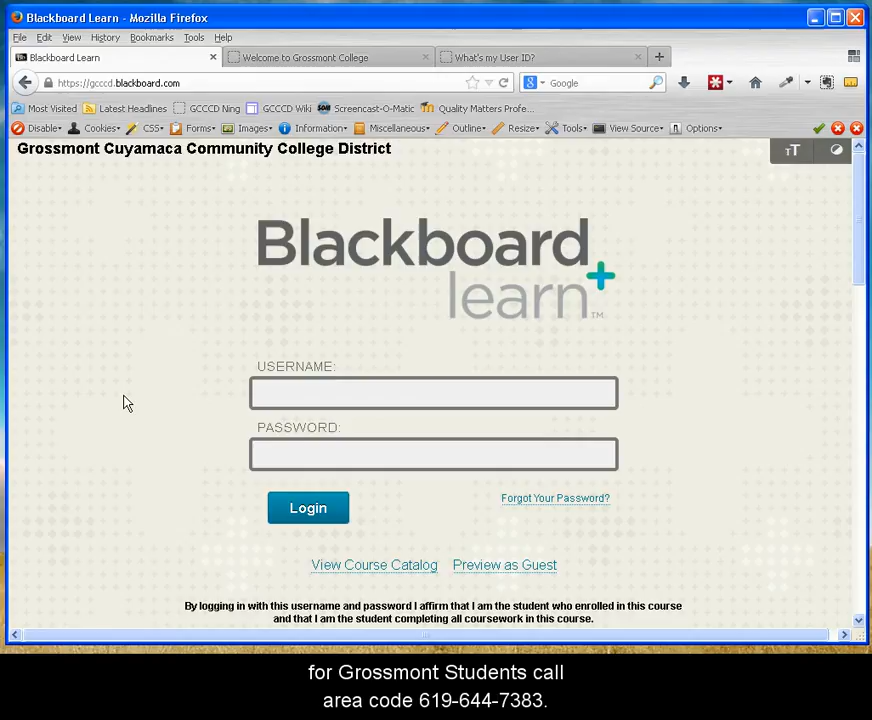 Blackboard Learn - Mozilla Firefox
File Edit View History Bookmarks Tools Help
Blackboard Learn Welcome to Grossmont College What's my User ID?
https://gcccd.blackboard.com Google
Most Visited Latest Headlines GCCCD Ning GCCCD Wiki Screencast-O-Matic Quality Matters Profe...
Disable Cookies CSS Forms Images Information Miscellaneous Outline Resize Tools View Source Options
Grossmont Cuyamaca Community College District
TT
Blackboard
learn™
USERNAME:
PASSWORD:
Login
Forgot Your Password?
View Course Catalog Preview as Guest
By logging in with this username and password I affirm that I am the student who enrolled in this course
and that I am the student completing all coursework in this course.
for Grossmont Students call
area code 619-644-7383.